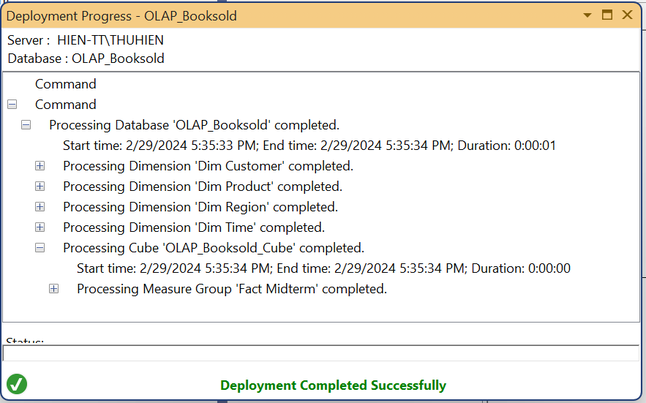 Deployment Progress - OLAP_Booksold
Server : HIEN-TT\THUHIEN
Database : OLAP_Booksold
Command
Command
Processing Database 'OLAP_Booksold' completed.
Start time: 2/29/2024 5:35:33 PM; End time: 2/29/2024 5:35:34 PM; Duration: 0:00:01
Processing Dimension 'Dim Customer' completed.
Processing Dimension 'Dim Product' completed.
Processing Dimension 'Dim Region' completed.
Processing Dimension 'Dim Time' completed.
Processing Cube 'OLAP_Booksold_Cube' completed.
Start time: 2/29/2024 5:35:34 PM; End time: 2/29/2024 5:35:34 PM; Duration: 0:00:00
Processing Measure Group 'Fact Midterm' completed.
Status:
Deployment Completed Successfully